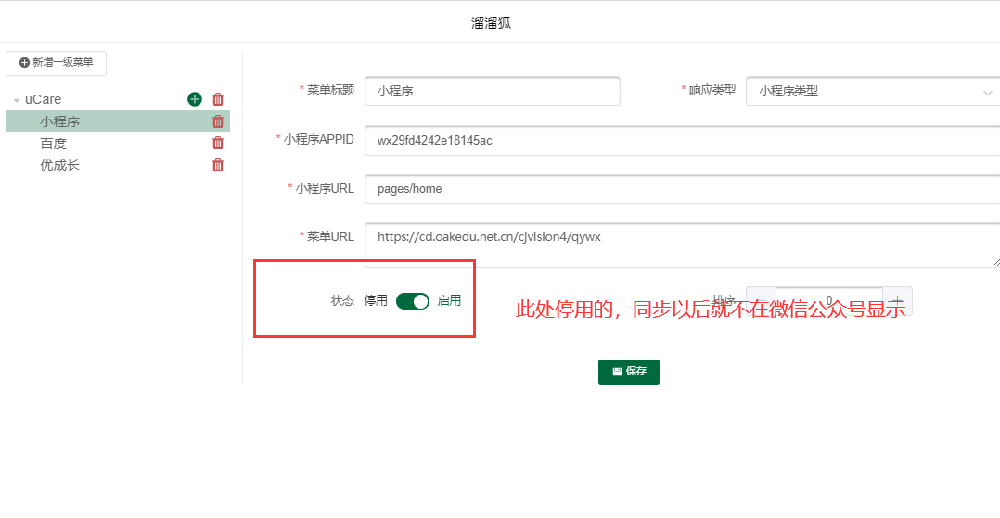 溜溜狐
新增一级菜单
uCare
小程序
百度
优成长
* 菜单标题 小程序 * 响应类型 小程序类型
* 小程序APPID wx29fd4242e18145ac
* 小程序URL pages/home
* 菜单URL https://cd.oakedu.net.cn/cjvision4/qywx
状态 停用 启用 排序 0
此处停用的，同步以后就不在微信公众号显示
保存